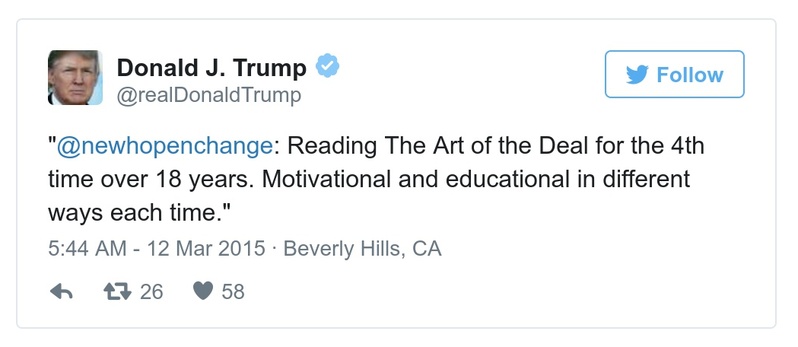 Donald J. Trump
@realDonaldTrump
Follow
"@newhopenchange: Reading The Art of the Deal for the 4th
time over 18 years. Motivational and educational in different
ways each time."
5:44 AM - 12 Mar 2015 · Beverly Hills, CA
26 58